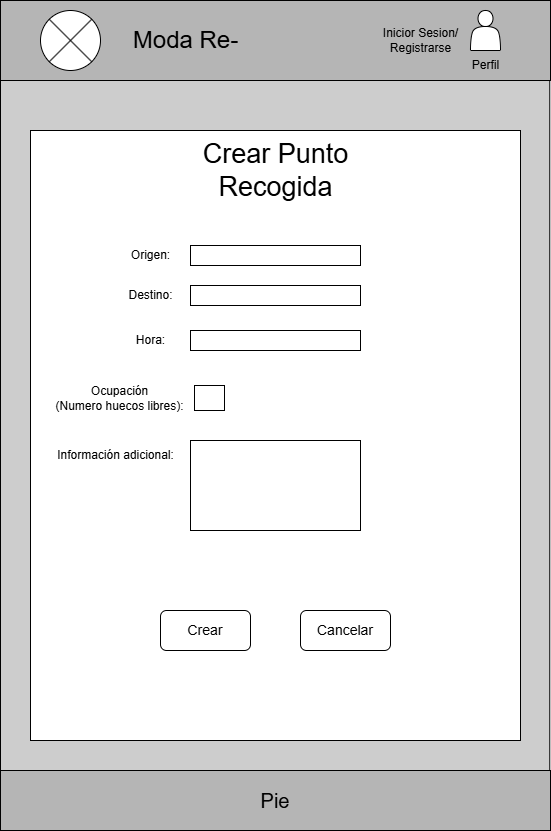 Moda Re-
Inicior Sesion/
Registrarse
Perfil
Crear Punto
Recogida
Origen:
Destino:
Hora:
Ocupación
(Numero huecos libres):
Información adicional:
Crear
Cancelar
Pie